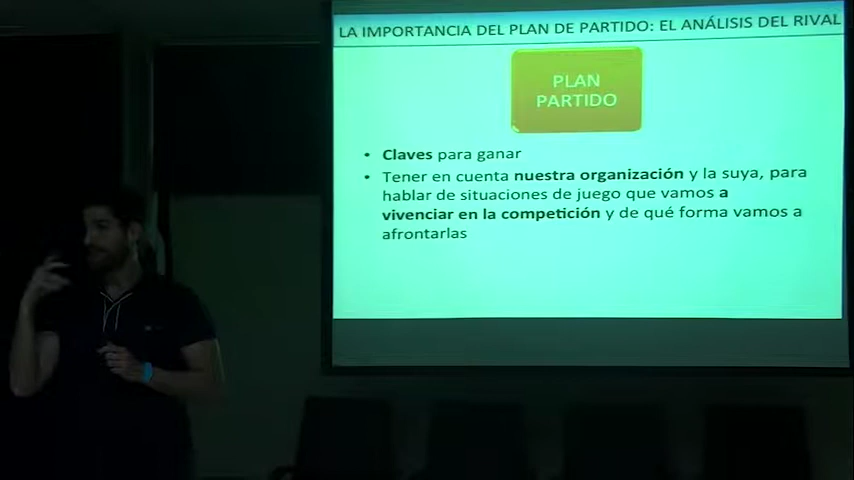 LA IMPORTANCIA DEL PLAN DE PARTIDO: EL ANÁLISIS DEL RIVAL
PLAN
PARTIDO
• Claves para ganar
• Tener en cuenta nuestra organización y la suya, para
hablar de situaciones de juego que vamos a
vivenciar en la competición y de qué forma vamos a
afrontarlas